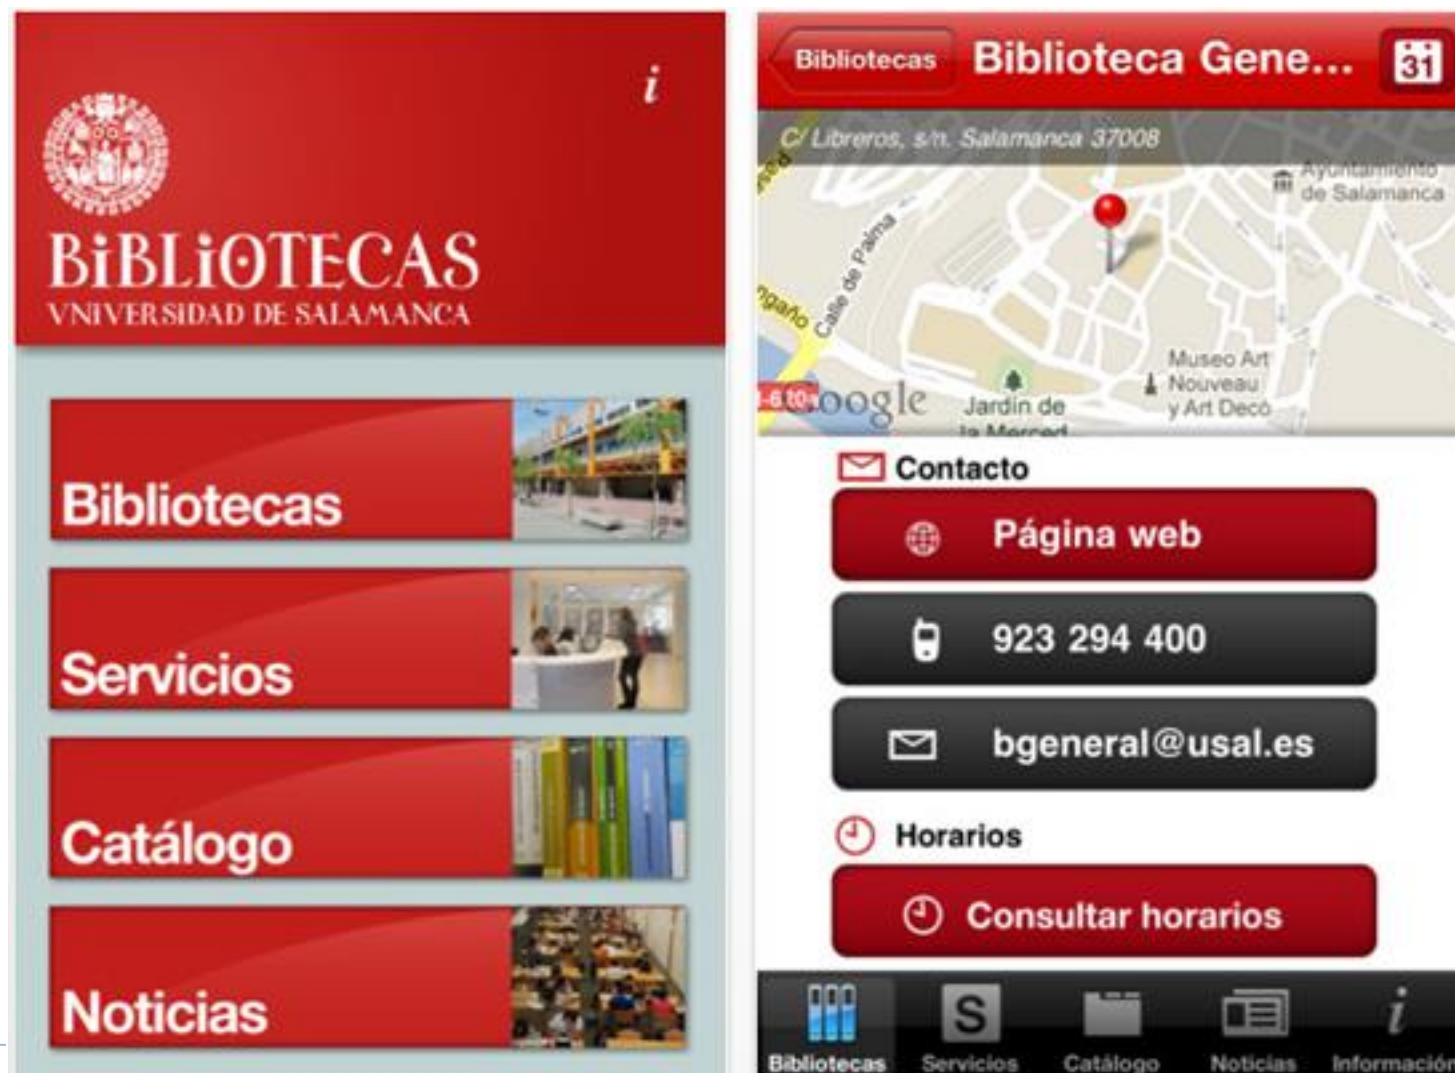 i
BiBLiOTECAS
VNIVERSIDAD DE SALAMANCA
Bibliotecas
Servicios
Catálogo
Noticias
Bibliotecas
Biblioteca Gene...
31
C/ Libreros, s/n. Salamanca 37008
Ayuntamiento
de Salamanca
Calle de Palma
Museo Art
Nouveau
y Art Decó
Google
Jardín de
la Merced
Contacto
Página web
923 294 400
bgeneral@usal.es
Horarios
Consultar horarios
S
i
Bibliotecas
Servicios
Catálogo
Noticias
Información